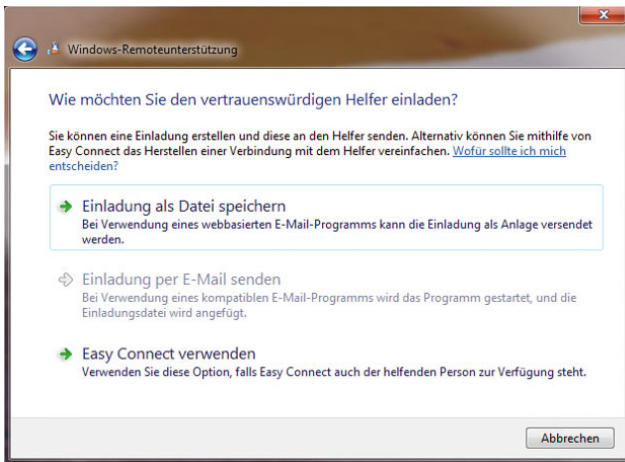 Windows-Remoteunterstützung
Wie möchten Sie den vertrauenswürdigen Helfer einladen?
Sie können eine Einladung erstellen und diese an den Helfer senden. Alternativ können Sie mithilfe von
Easy Connect das Herstellen einer Verbindung mit dem Helfer vereinfachen. Wofür sollte ich mich
entscheiden?
Einladung als Datei speichern
Bei Verwendung eines webbasierten E-Mail-Programms kann die Einladung als Anlage versendet
werden.
Einladung per E-Mail senden
Bei Verwendung eines kompatiblen E-Mail-Programms wird das Programm gestartet, und die
Einladungsdatei wird angefügt.
Easy Connect verwenden
Verwenden Sie diese Option, falls Easy Connect auch der helfenden Person zur Verfügung steht.
Abbrechen